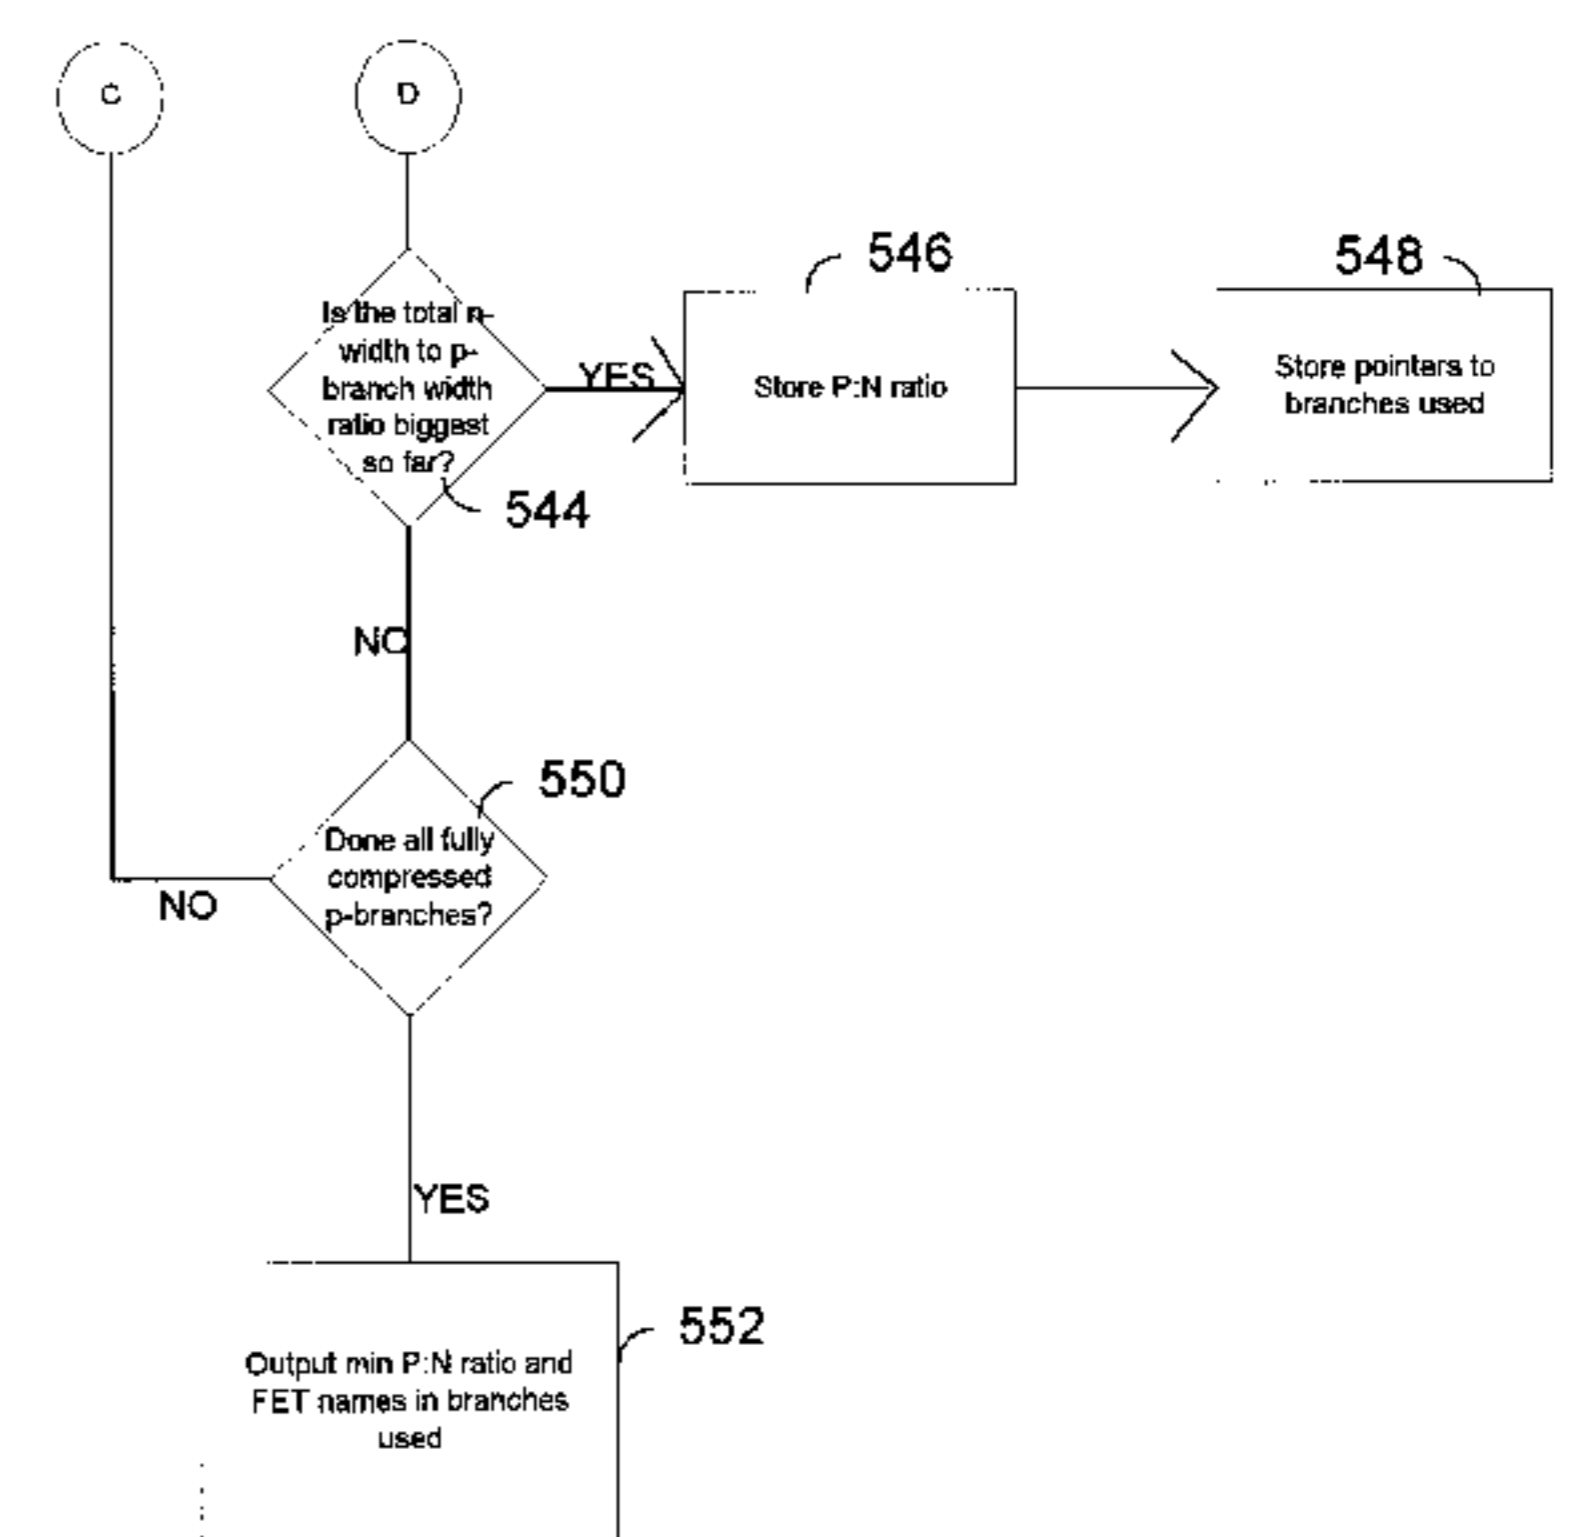 C
D
546
548
Is the total n-
width to p-
branch width
ratio biggest
so far?
YES
Store P:N ratio
Store pointers to
branches used
544
NO
550
Done all fully
compressed
p-branches?
NO
YES
552
Output min P:N ratio and
FET names in branches
used